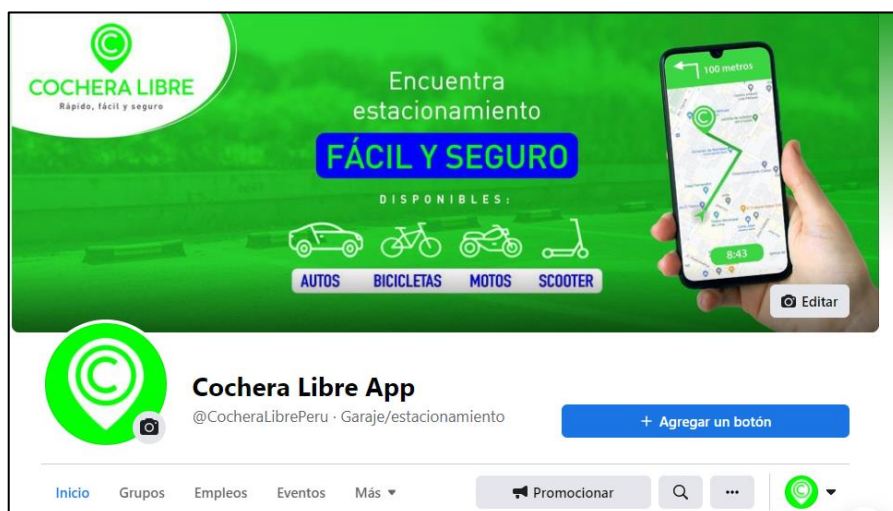 COCHERA LIBRE
Rápido, fácil y seguro
Encuentra
estacionamiento
FÁCIL Y SEGURO
DISPONIBLES:
AUTOS BICICLETAS MOTOS SCOOTER
100 metros
8:43
Editar
Cochera Libre App
@CocheraLibrePeru · Garaje/estacionamiento
+ Agregar un botón
Inicio Grupos Empleos Eventos Más Promocionar